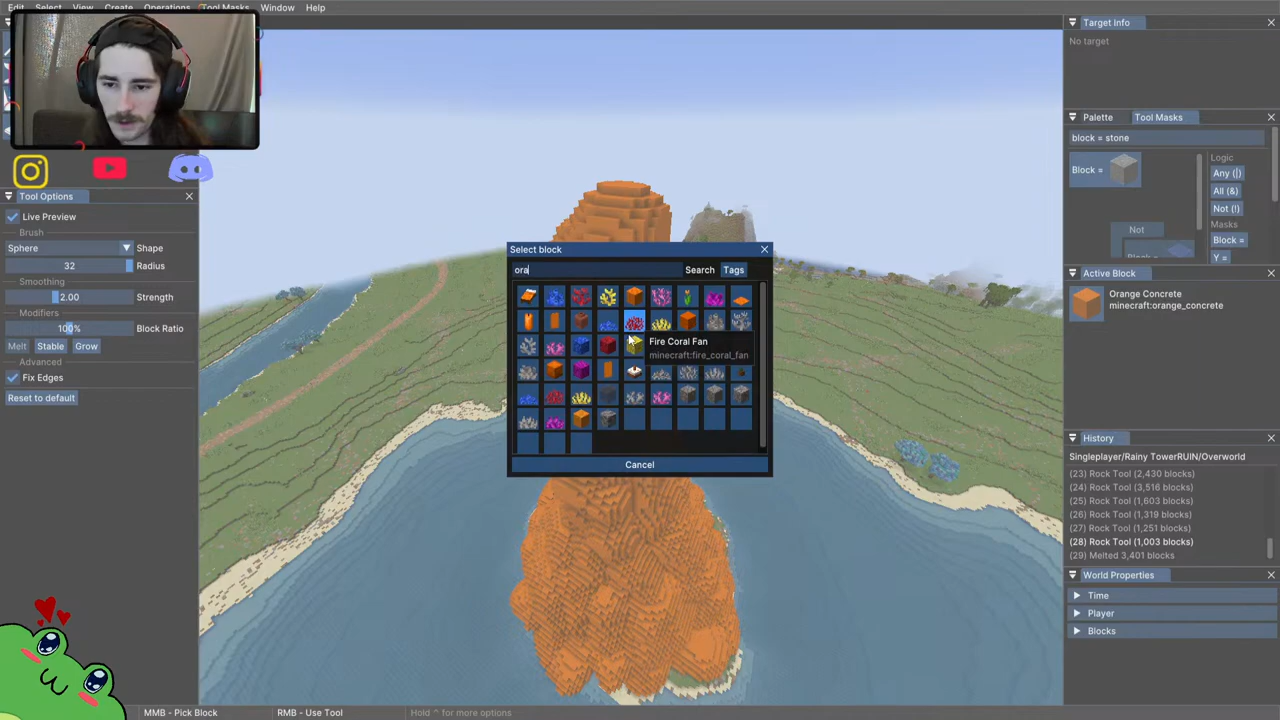 Edit Select View Create Operations Tool Masks Window Help
Target Info
No target
Palette Tool Masks
block = stone
Block =
Logic
Any (|)
All (&)
Not (!)
Masks
Block =
Y =
Not
Block =
Tool Options
Live Preview
Brush
Sphere Shape
32 Radius
Smoothing
2.00 Strength
Modifiers
100% Block Ratio
Melt Stable Grow
Advanced
Fix Edges
Reset to default
Select block
ora Search Tags
Fire Coral Fan
minecraft:fire_coral_fan
Cancel
Active Block
Orange Concrete
minecraft:orange_concrete
History
Singleplayer/Rainy TowerRUIN/Overworld
(23) Rock Tool (2,430 blocks)
(24) Rock Tool (3,516 blocks)
(25) Rock Tool (1,603 blocks)
(26) Rock Tool (1,319 blocks)
(27) Rock Tool (1,251 blocks)
(28) Rock Tool (1,003 blocks)
(29) Melted 3,401 blocks
World Properties
Time
Player
Blocks
MMB - Pick Block RMB - Use Tool Hold ^ for more options